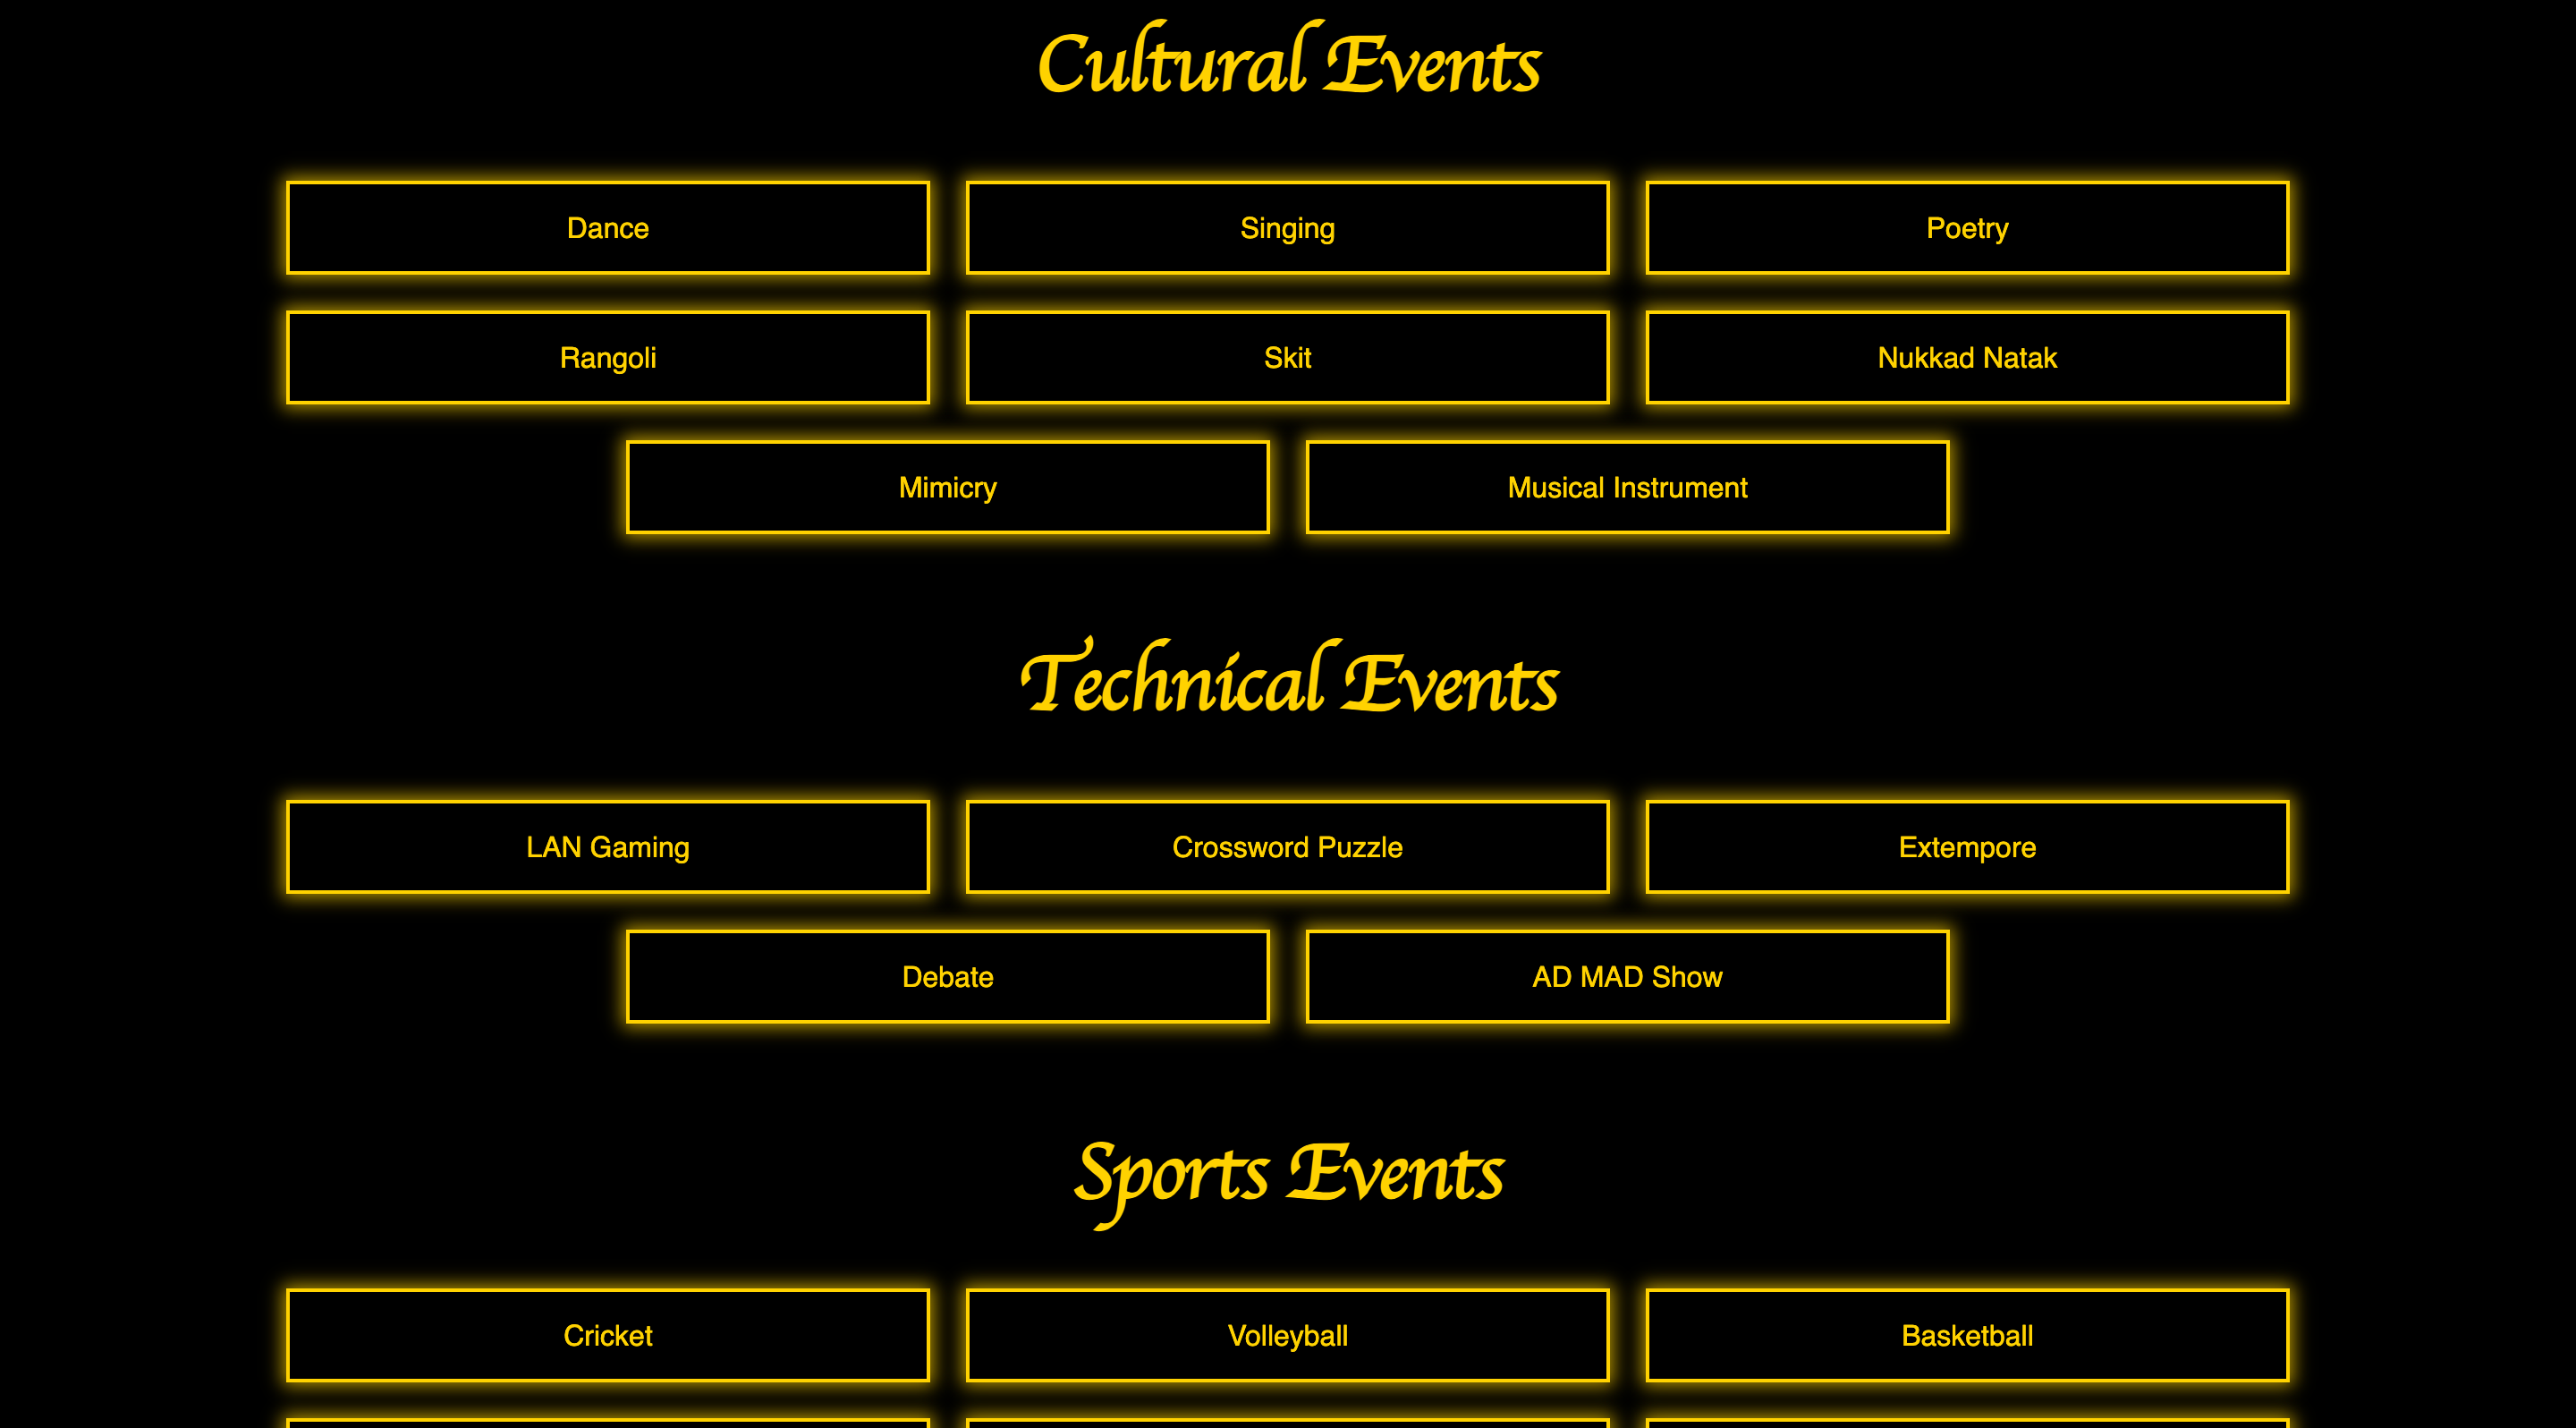 Cultural Events
Dance
Singing
Poetry
Rangoli
Skit
Nukkad Natak
Mimicry
Musical Instrument
Technical Events
LAN Gaming
Crossword Puzzle
Extempore
Debate
AD MAD Show
Sports Events
Cricket
Volleyball
Basketball